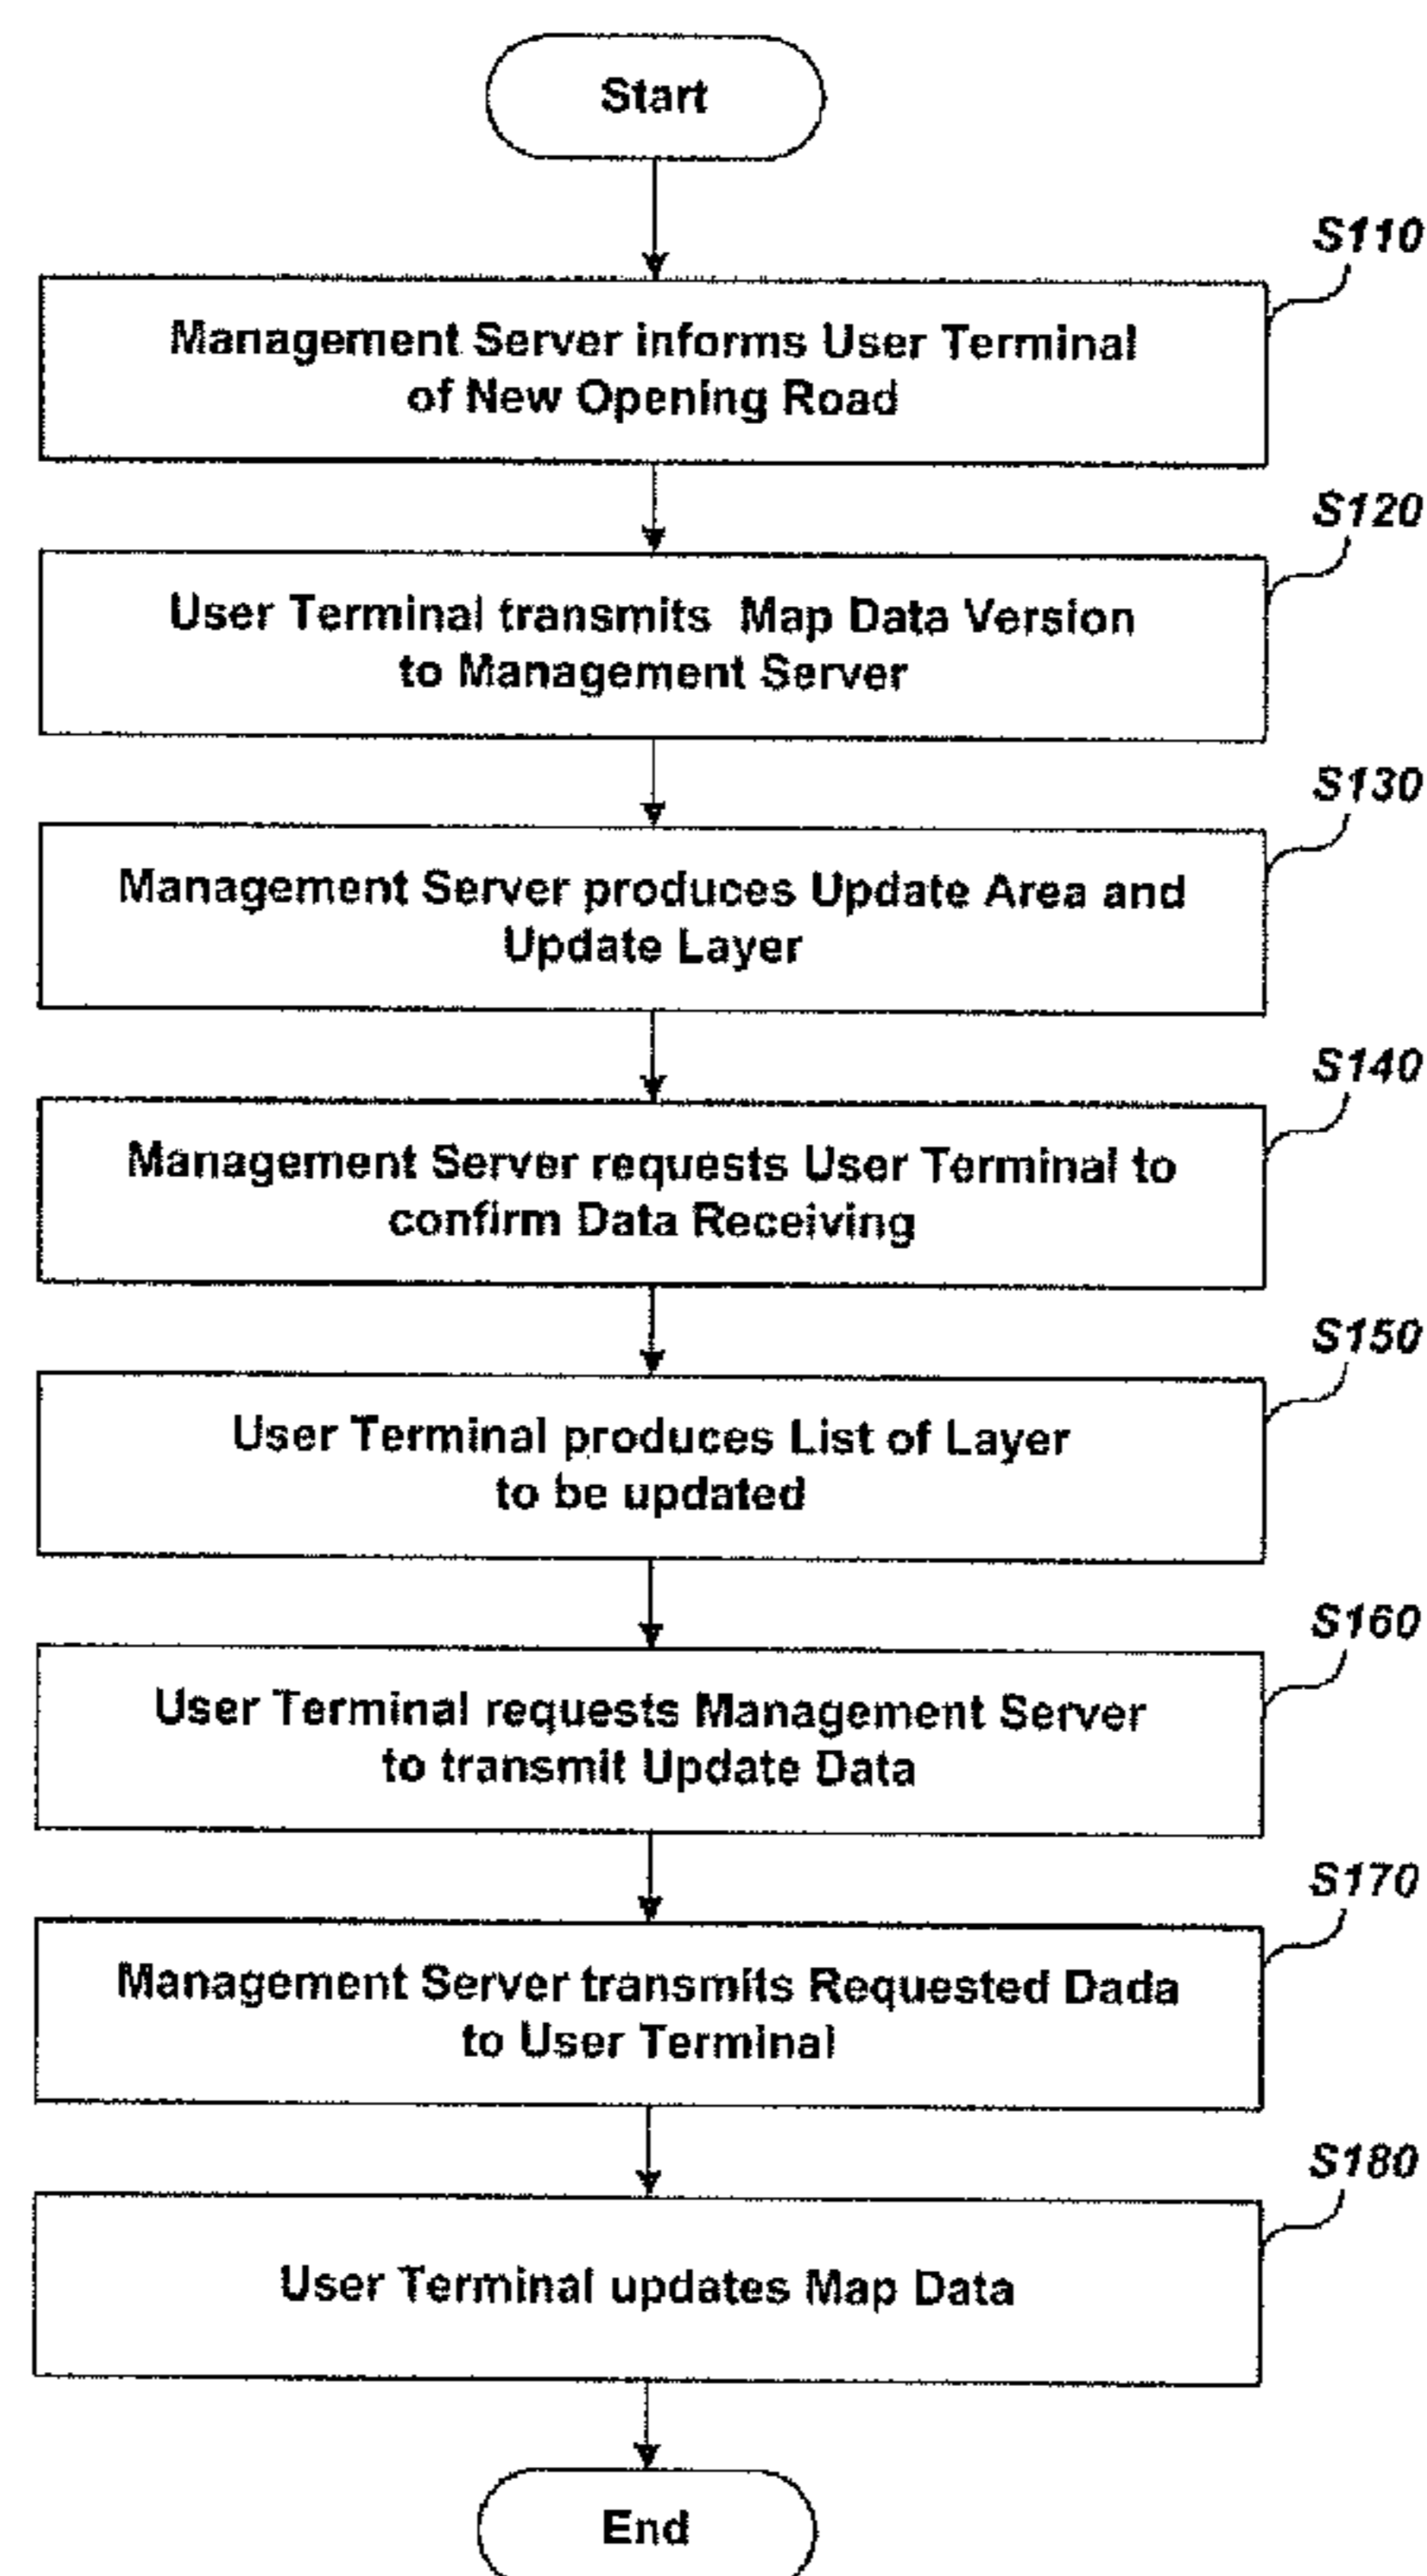 Start
S110
Management Server informs User Terminal
of New Opening Road
S120
User Terminal transmits Map Data Version
to Management Server
S130
Management Server produces Update Area and
Update Layer
S140
Management Server requests User Terminal to
confirm Data Receiving
S150
User Terminal produces List of Layer
to be updated
S160
User Terminal requests Management Server
to transmit Update Data
S170
Management Server transmits Requested Dada
to User Terminal
S180
User Terminal updates Map Data
End